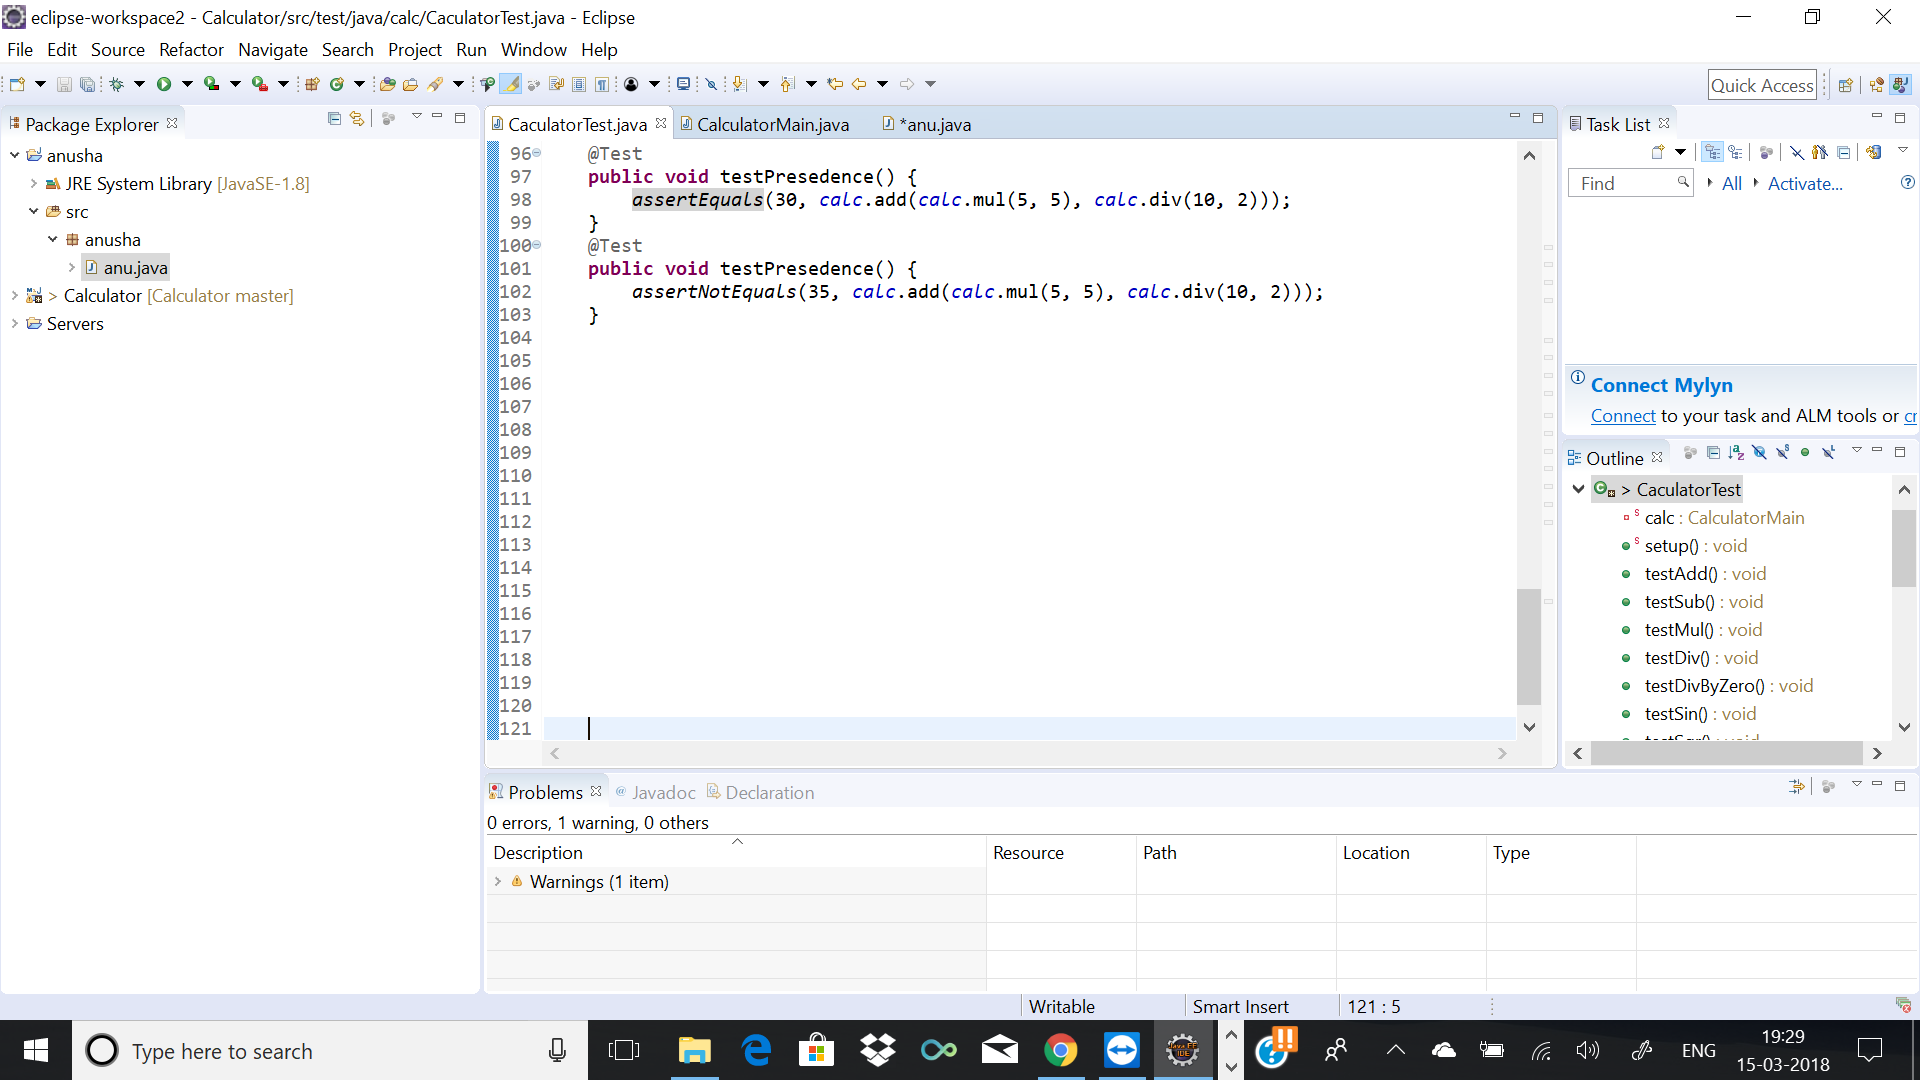 eclipse-workspace2 - Calculator/src/test/java/calc/CaculatorTest.java - Eclipse
File Edit Source Refactor Navigate Search Project Run Window Help
Quick Access
Package Explorer
anusha
JRE System Library [JavaSE-1.8]
src
anusha
anu.java
> Calculator [Calculator master]
Servers
CaculatorTest.java CalculatorMain.java *anu.java
96 @Test
97 public void testPresedence() {
98 assertEquals(30, calc.add(calc.mul(5, 5), calc.div(10, 2)));
99 }
100 @Test
101 public void testPresedence() {
102 assertNotEquals(35, calc.add(calc.mul(5, 5), calc.div(10, 2)));
103 }
104
105
106
107
108
109
110
111
112
113
114
115
116
117
118
119
120
121
Task List
Find All Activate...
Connect Mylyn
Connect to your task and ALM tools or cr
Outline
> CaculatorTest
calc : CalculatorMain
setup() : void
testAdd() : void
testSub() : void
testMul() : void
testDiv() : void
testDivByZero() : void
testSin() : void
Problems @ Javadoc Declaration
0 errors, 1 warning, 0 others
Description Resource Path Location Type
Warnings (1 item)
Writable Smart Insert 121 : 5
Type here to search
Java EE
IDE
ENG
19:29
15-03-2018